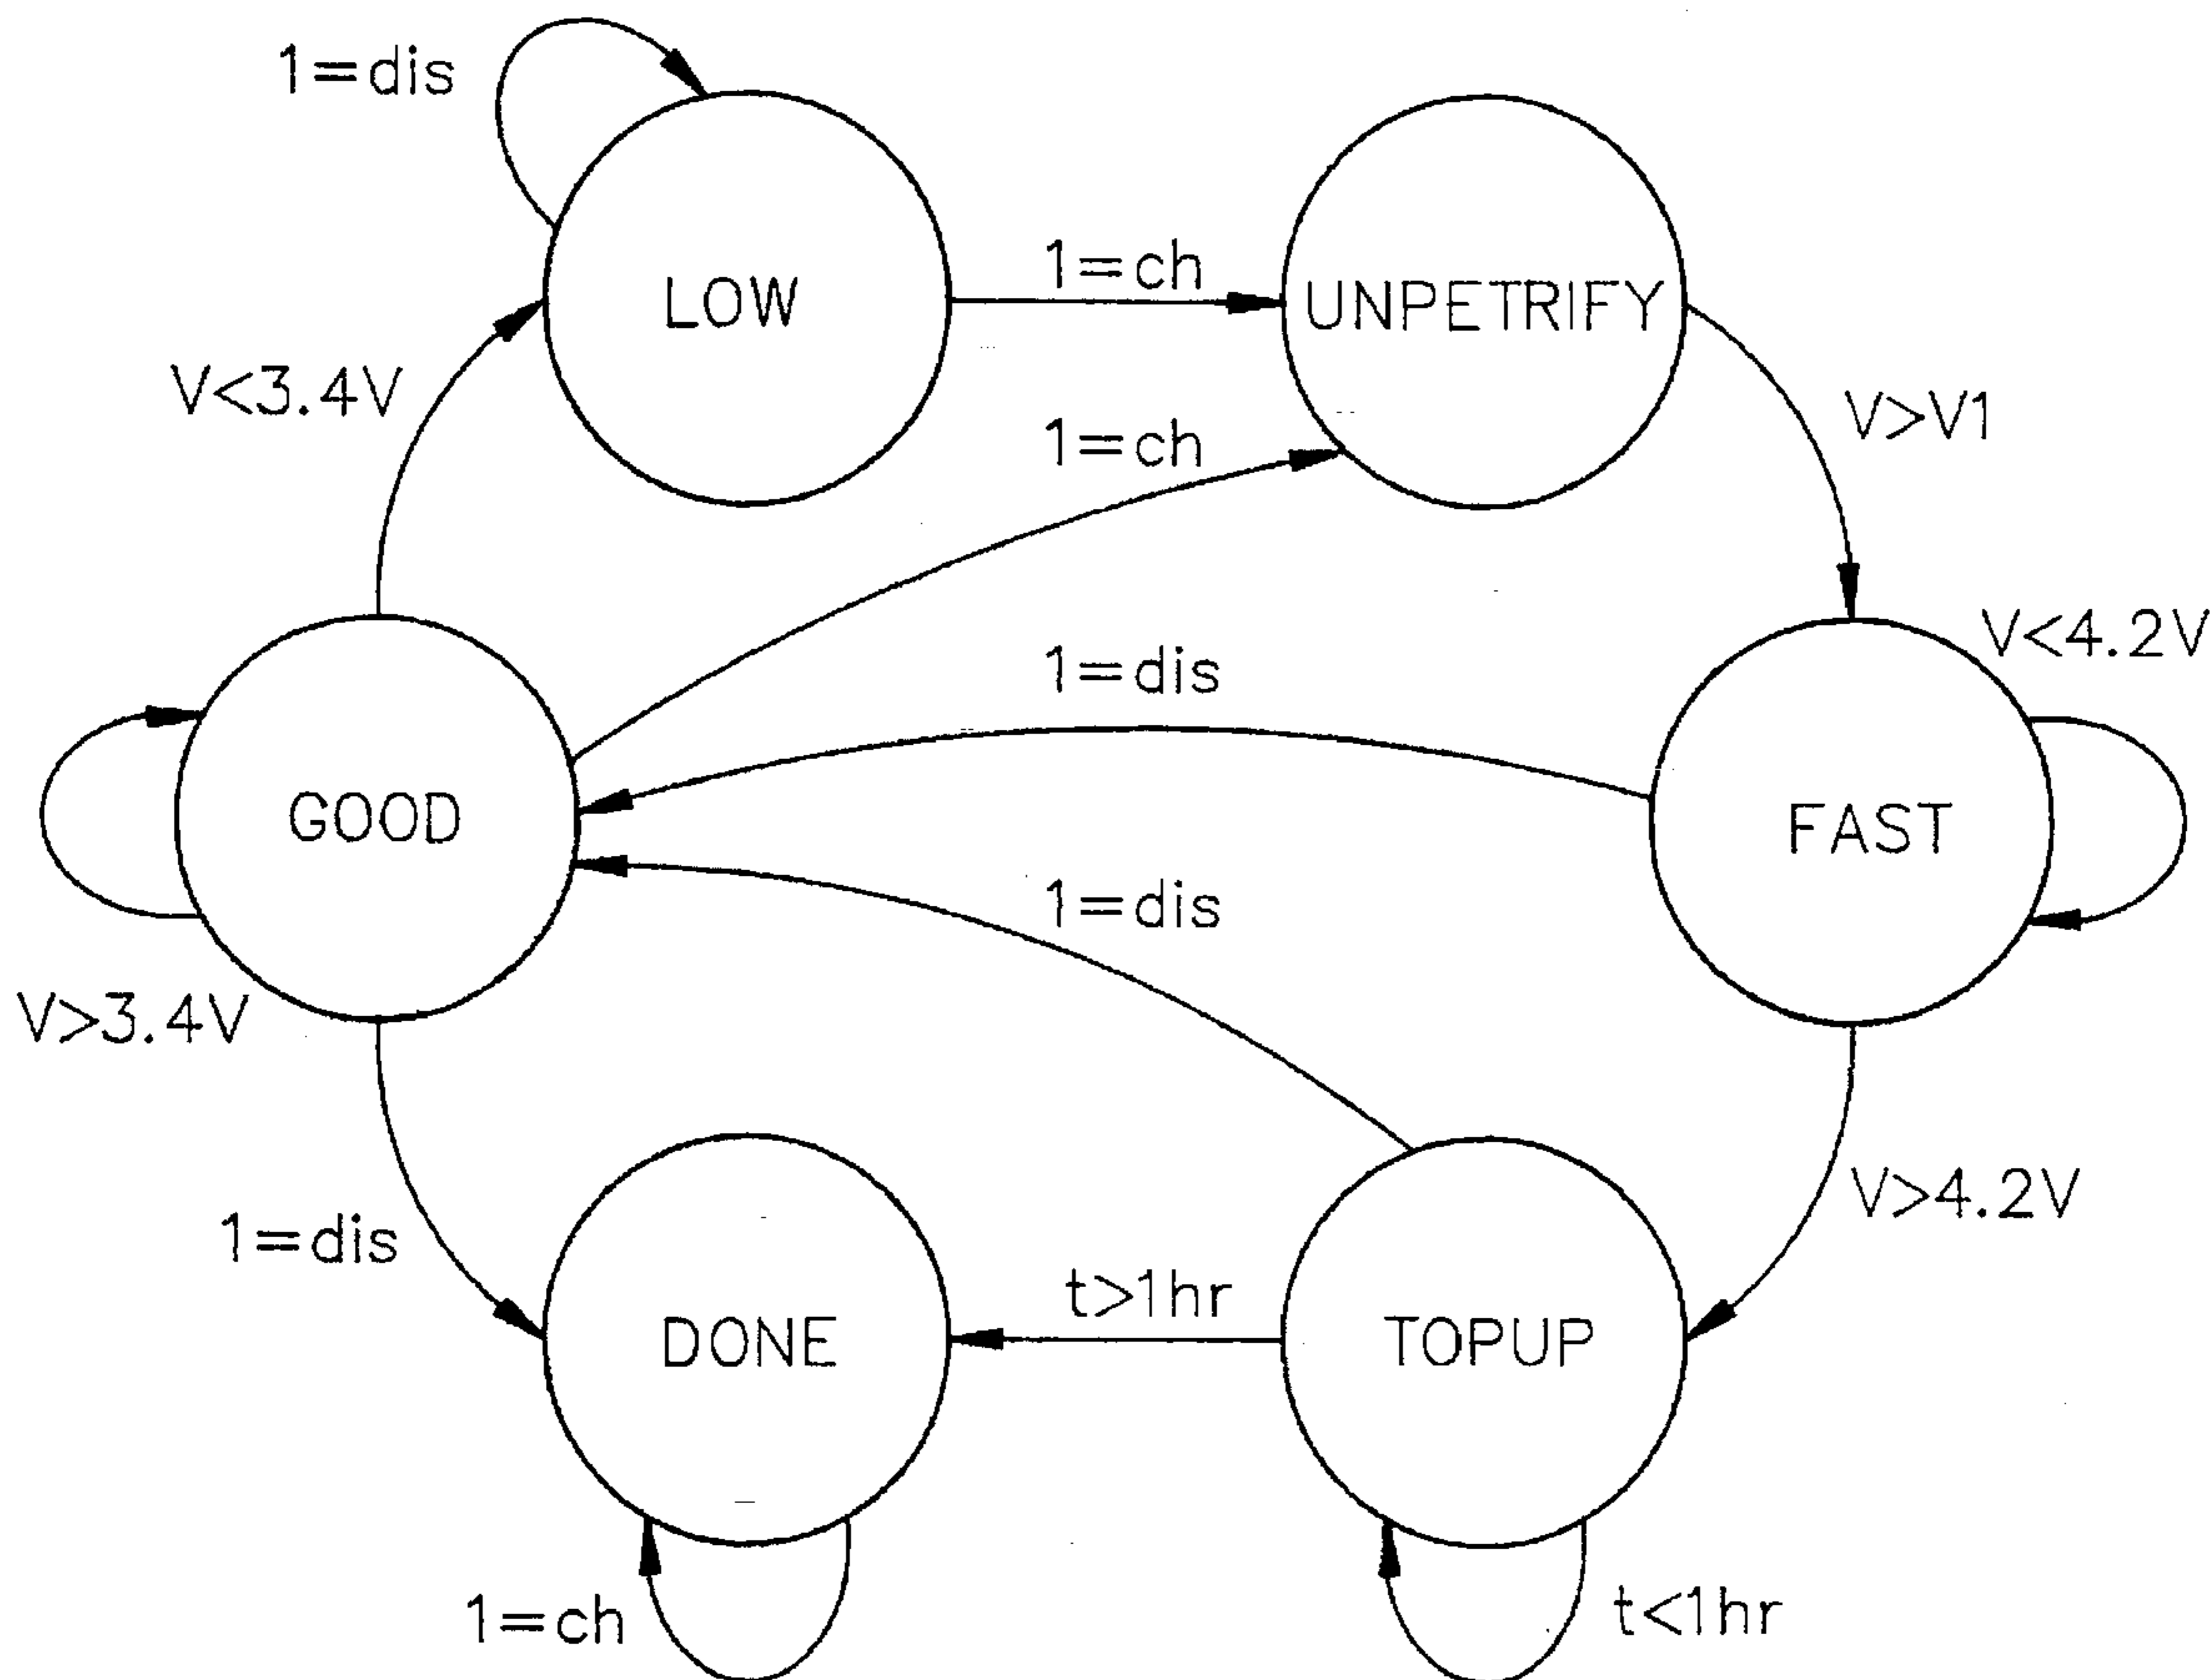 1=dis
LOW
1=ch
UNPETRIFY
V<3.4V
1=ch
V>V1
1=dis
V<4.2V
GOOD
FAST
1=dis
V>3.4V
1=dis
V>4.2V
DONE
t>1hr
TOPUP
1=ch
t<1hr